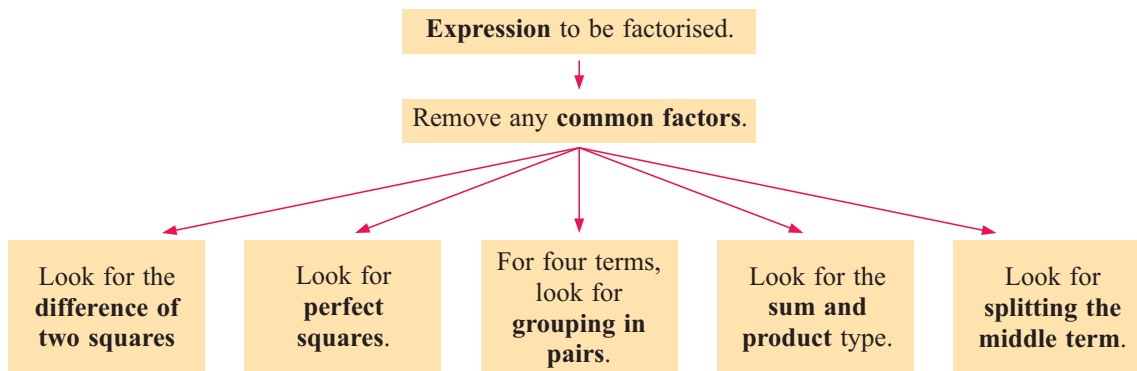 Expression to be factorised.
Remove any common factors.
Look for the
difference of
two squares
Look for
perfect
squares.
For four terms,
look for
grouping in
pairs.
Look for the
sum and
product type.
Look for
splitting the
middle term.